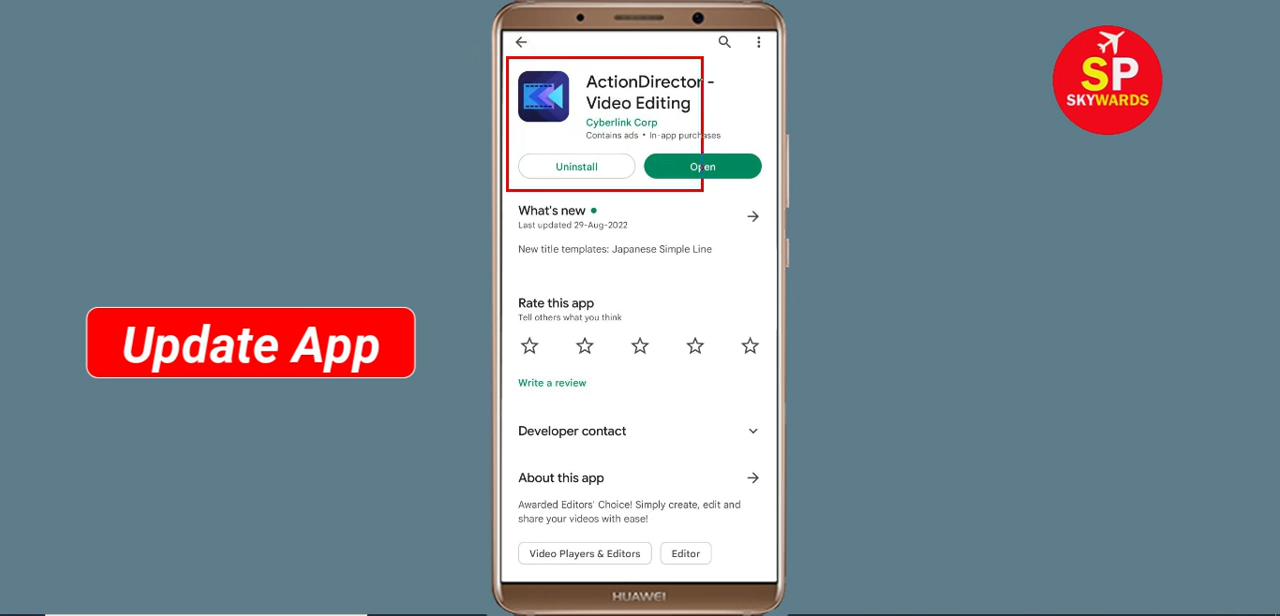 Update App
ActionDirector -
Video Editing
Cyberlink Corp
Contains ads • In-app purchases
Uninstall
Open
What's new
Last updated 29-Aug-2022
New title templates: Japanese Simple Line
Rate this app
Tell others what you think
Write a review
Developer contact
About this app
Awarded Editors' Choice! Simply create, edit and
share your videos with ease!
Video Players & Editors
Editor
HUAWEI
SP
SKYWARDS